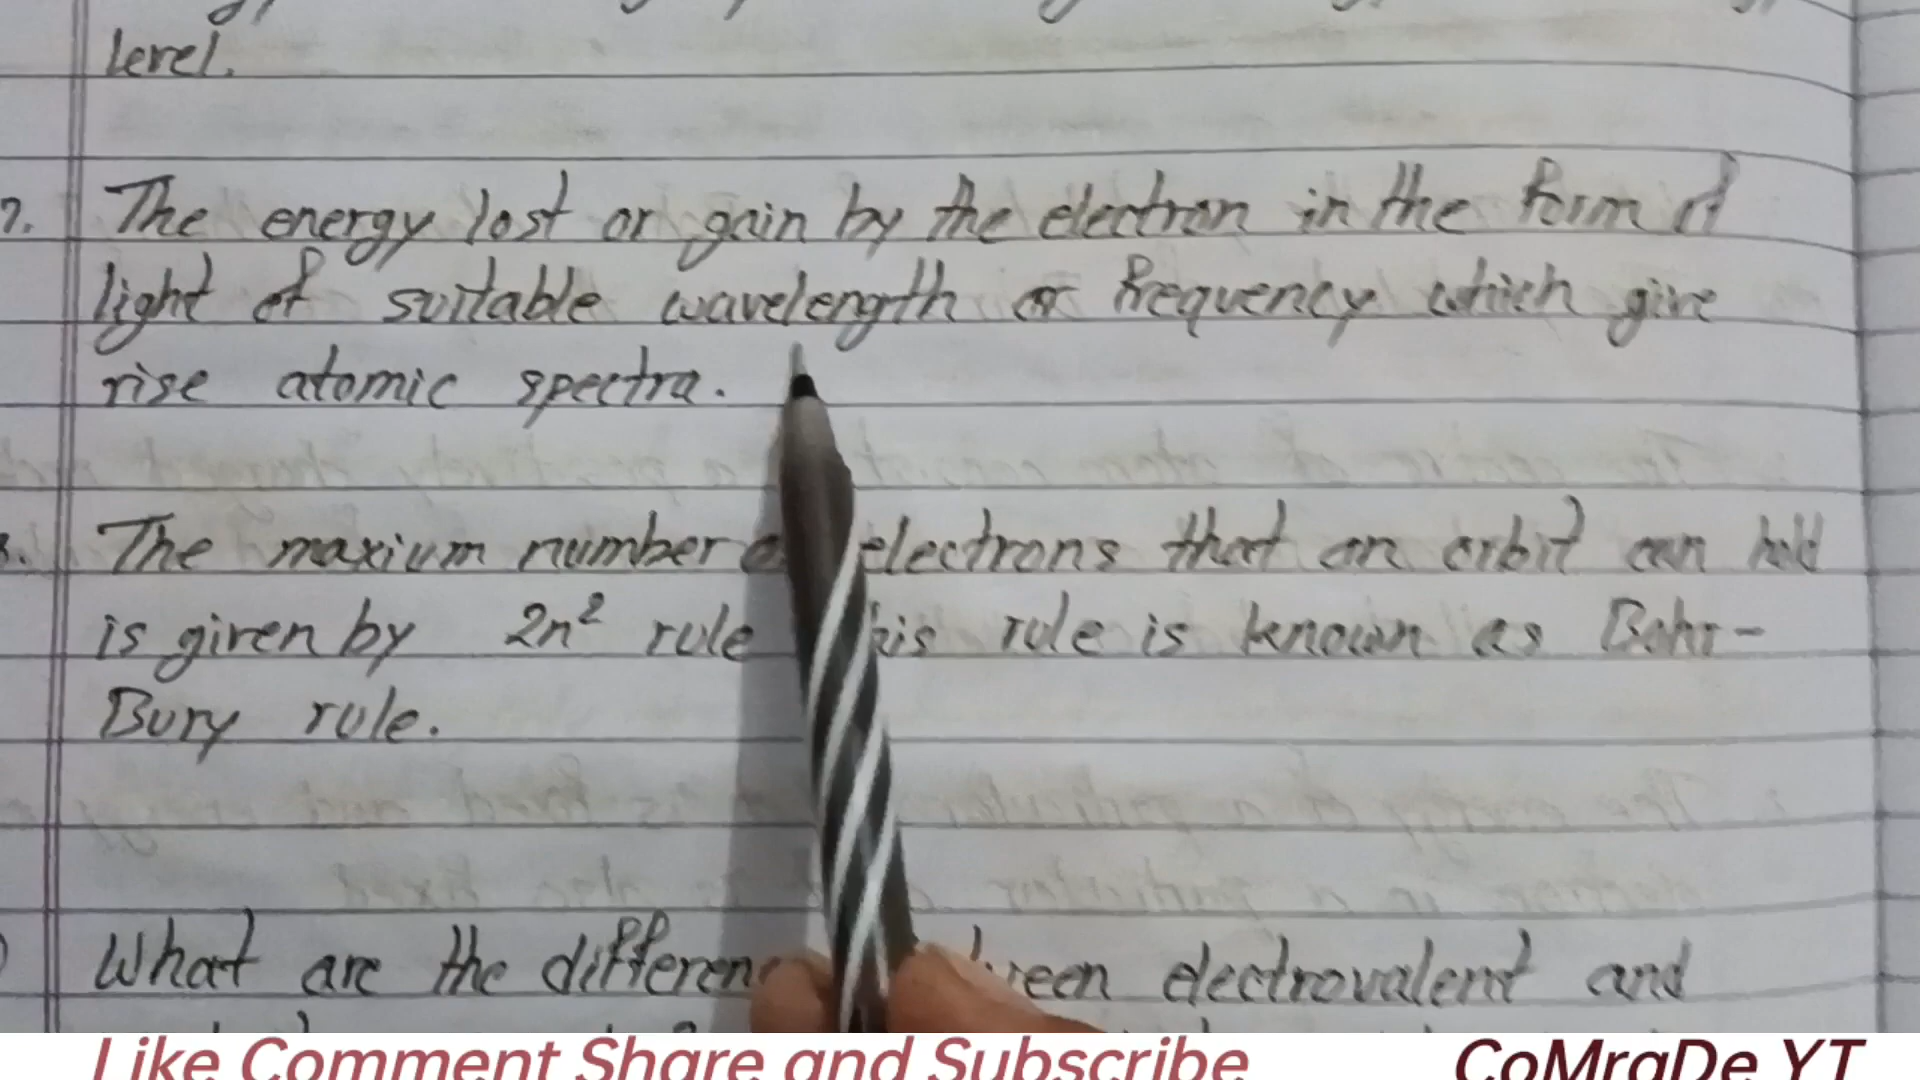 level.
7. The energy lost or gain by the electron in the form of
light of suitable wavelength or frequency which give
rise atomic spectra.
The maxium number electrons that an orbit can hold
is given by 2n² rule rule is known as Bohr-
Bury rule.
What are the between electrovalent and
Like Comment Share and Subscribe
CoMraDe YT